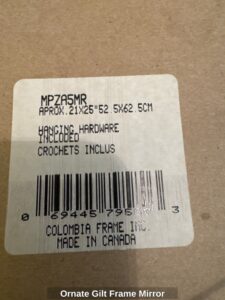 MPZA5MR
APROX.21X25"52.5X62.5CM
HANGING HARDWARE
INCLUDED
CROCHETS INCLUS
0 69445 3
COLOMBIA FRAME INC.
MADE IN CANADA
Ornate Gilt Frame Mirror